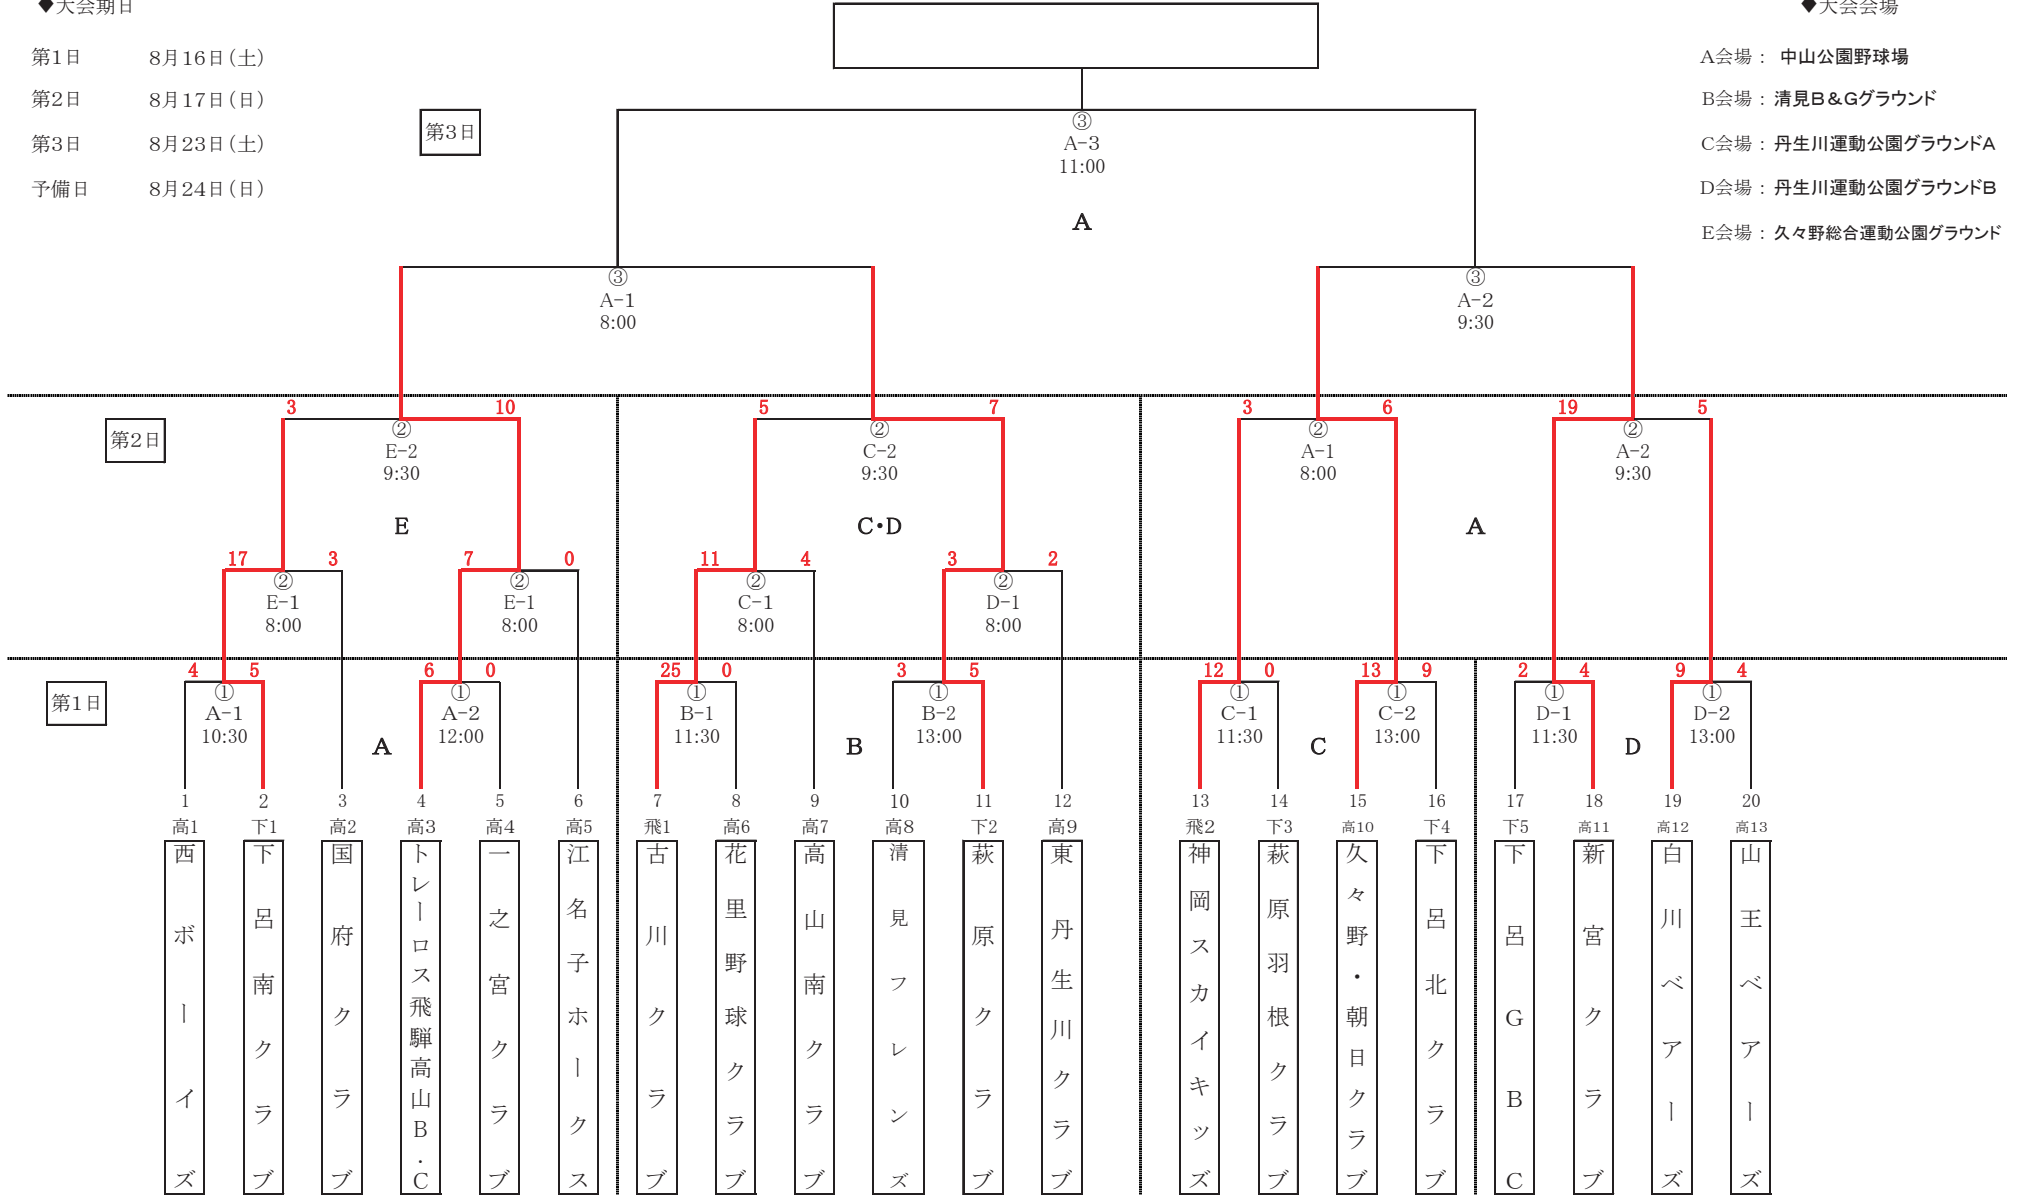 ◆大会期日
第1日 8月16日(土)
第2日 8月17日(日)
第3日 8月23日(土)
予備日 8月24日(日)
◆大会会場
A会場: 中山公園野球場
B会場: 清見B&Gグラウンド
C会場: 丹生川運動公園グラウンドA
D会場: 丹生川運動公園グラウンドB
E会場: 久々野総合運動公園グラウンド
第3日
③
A-3
11:00
A
③ ③
A-1 A-2
8:00 9:30
3 10 5 7 3 6 19 5
第2日
② ② ② ②
E-2 C-2 A-1 A-2
9:30 9:30 8:00 9:30
E C・D A
17 3 7 0 11 4 3 2
② ② ② ②
E-1 E-1 C-1 D-1
8:00 8:00 8:00 8:00
4 5 6 0 25 0 3 5 12 0 13 9 2 4 9 4
第1日
① ① ① ① ① ① ① ①
A-1 A-2 B-1 B-2 C-1 C-2 D-1 D-2
10:30 12:00 11:30 13:00 11:30 13:00 11:30 13:00
A B C D
1 2 3 4 5 6 7 8 9 10 11 12 13 14 15 16 17 18 19 20
高1 下1 高2 高3 高4 高5 飛1 高6 高7 高8 下2 高9 飛2 下3 高10 下4 下5 高11 高12 高13
西ボーイズ
下呂南クラブ
国府クラブ
トレーロス飛騨高山B.C
一之宮クラブ
江名子ホークス
古川クラブ
花里野球クラブ
高山南クラブ
清見フレンズ
萩原クラブ
東丹生川クラブ
神岡スカイキッズ
萩原羽根クラブ
久々野・朝日クラブ
下呂北クラブ
下呂GBC
新宮クラブ
白川ベアーズ
山王ベアーズ